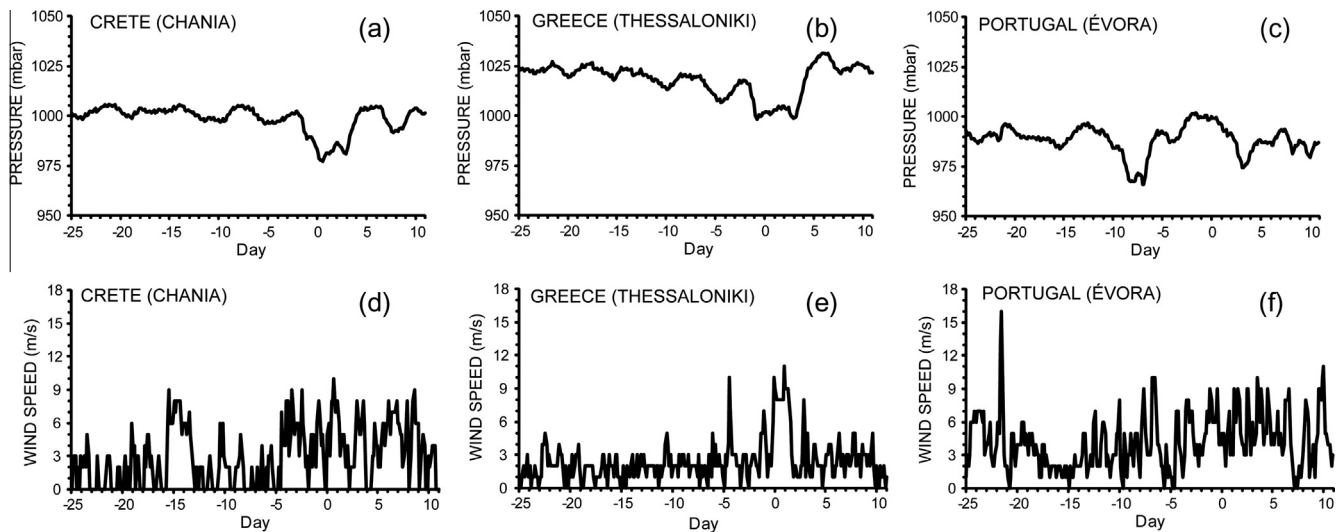 CRETE (CHANIA)
(a)
PRESSURE (mbar)
1050
1025
1000
975
950
-25 -20 -15 -10 -5 0 5 10
Day
GREECE (THESSALONIKI)
(b)
PRESSURE (mbar)
1050
1025
1000
975
950
-25 -20 -15 -10 -5 0 5 10
Day
PORTUGAL (ÉVORA)
(c)
PRESSURE (mbar)
1050
1025
1000
975
950
-25 -20 -15 -10 -5 0 5 10
Day
CRETE (CHANIA)
(d)
WIND SPEED (m/s)
18
15
12
9
6
3
0
-25 -20 -15 -10 -5 0 5 10
Day
GREECE (THESSALONIKI)
(e)
WIND SPEED (m/s)
18
15
12
9
6
3
0
-25 -20 -15 -10 -5 0 5 10
Day
PORTUGAL (ÉVORA)
(f)
WIND SPEED (m/s)
18
15
12
9
6
3
0
-25 -20 -15 -10 -5 0 5 10
Day